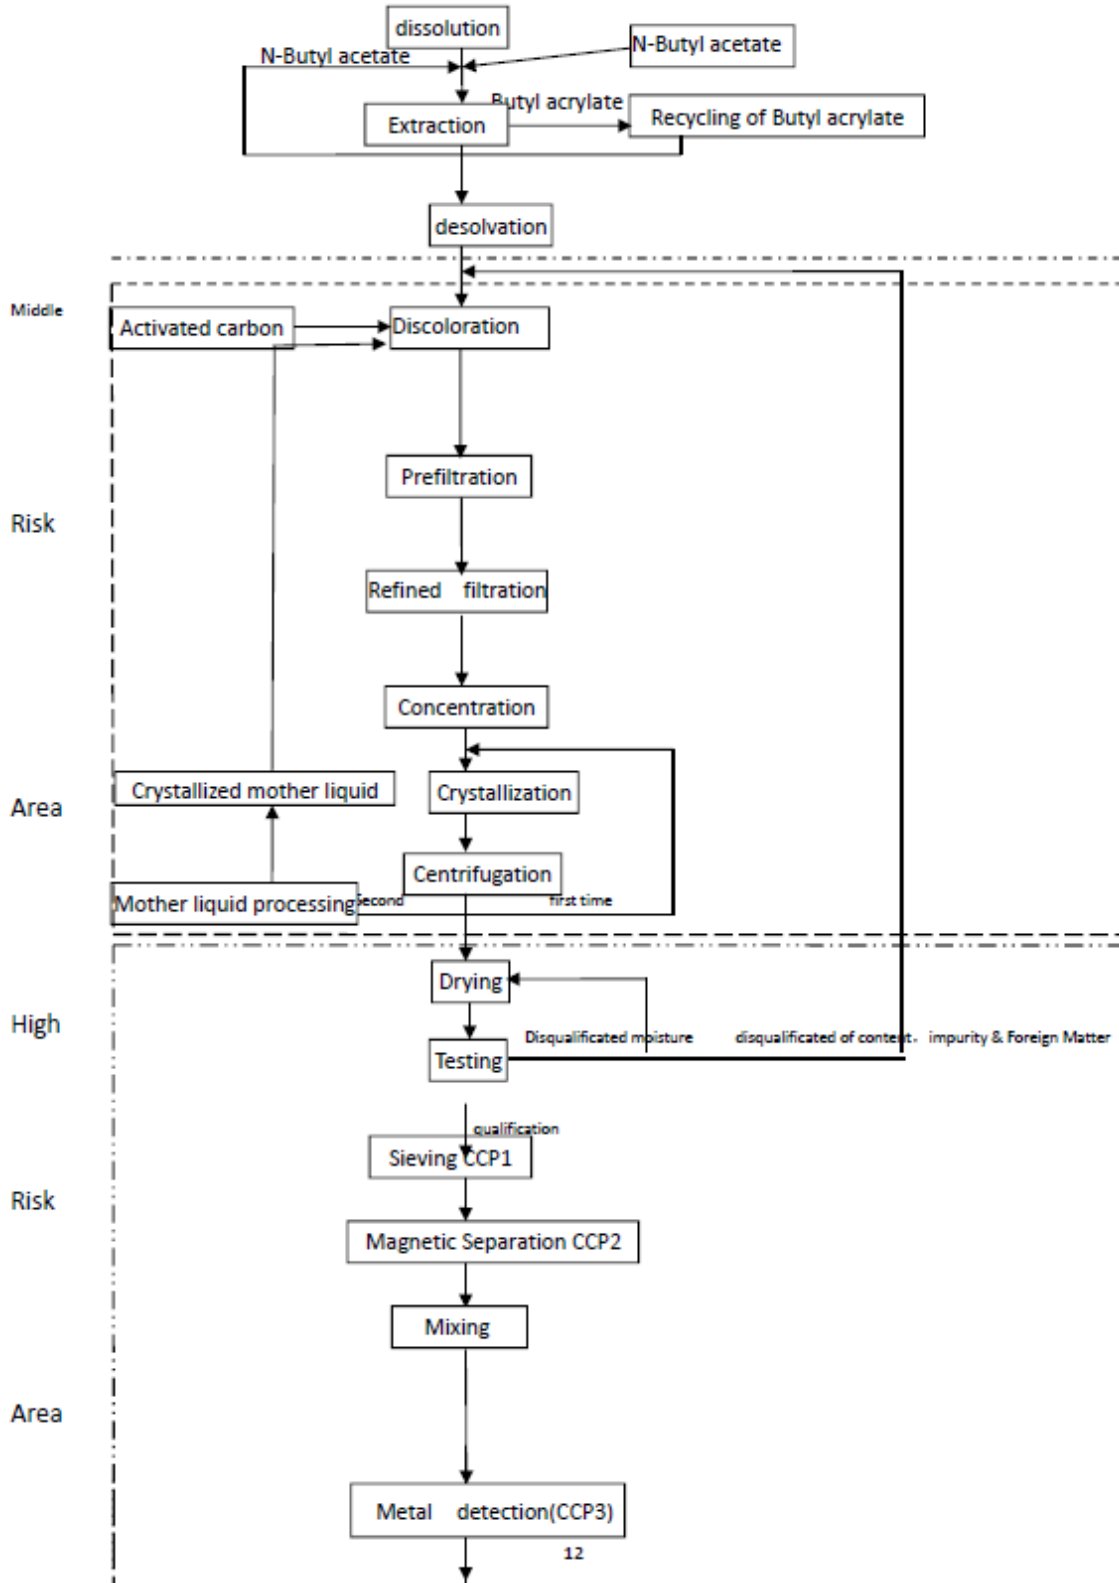 dissolution
N-Butyl acetate
N-Butyl acetate
Butyl acrylate
Recycling of Butyl acrylate
Extraction
desolvation
Middle
Activated carbon
Discoloration
Prefiltration
Risk
Refined filtration
Concentration
Crystallized mother liquid
Crystallization
Area
Centrifugation
Mother liquid processing
Second
first time
Drying
High
Disqualificated moisture
disqualificated of content, impurity & Foreign Matter
Testing
qualification
Sieving CCP1
Risk
Magnetic Separation CCP2
Mixing
Area
Metal detection(CCP3)
12